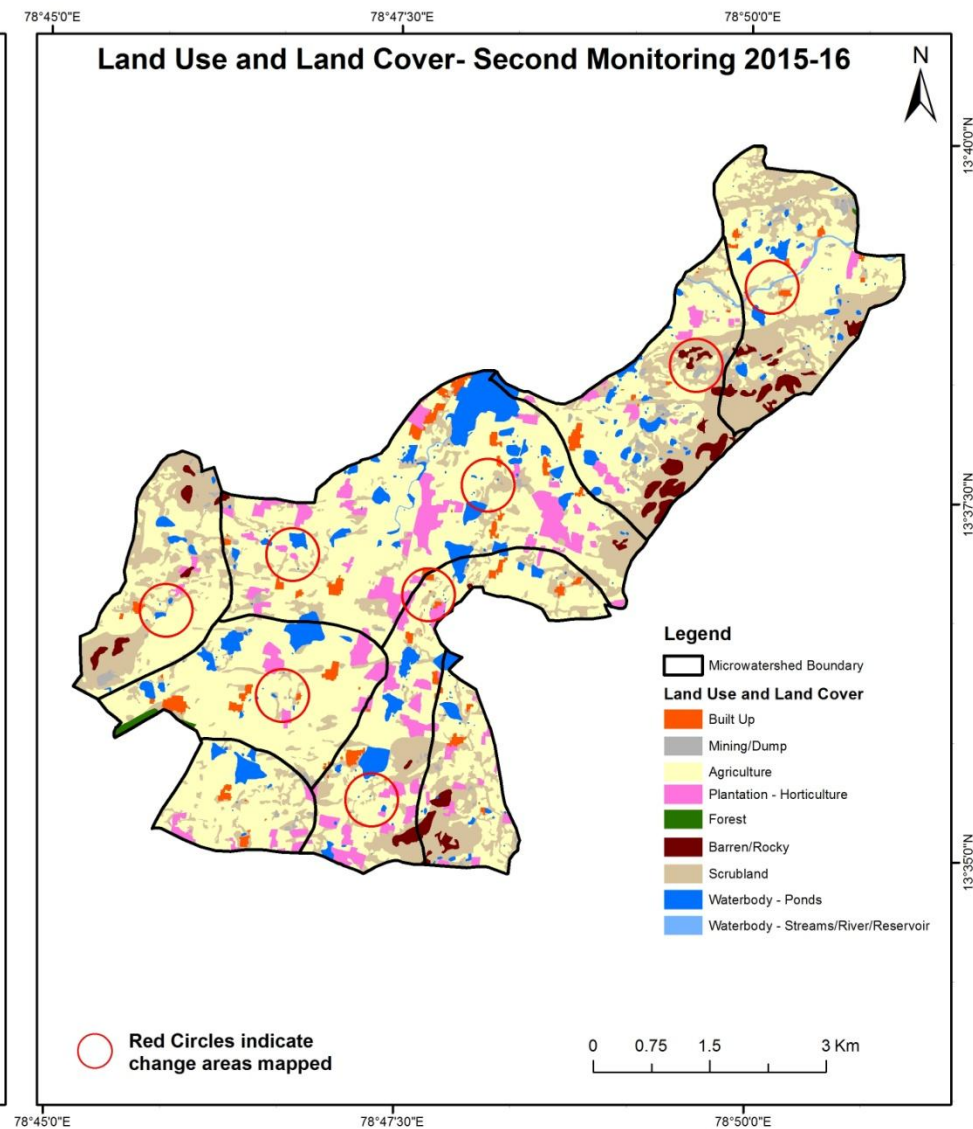 78°45'0"E
78°47'30"E
78°50'0"E
Land Use and Land Cover- Second Monitoring 2015-16
N
13°40'0"N
13°37'30"N
13°35'0"N
Legend
Microwatershed Boundary
Land Use and Land Cover
Built Up
Mining/Dump
Agriculture
Plantation - Horticulture
Forest
Barren/Rocky
Scrubland
Waterbody - Ponds
Waterbody - Streams/River/Reservoir
Red Circles indicate
change areas mapped
0 0.75 1.5 3 Km
78°45'0"E
78°47'30"E
78°50'0"E